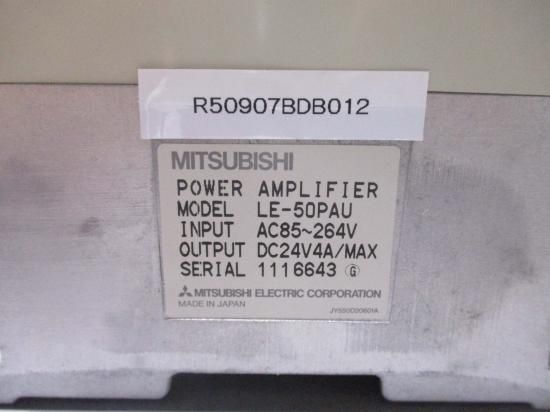 R50907BDB012
MITSUBISHI
POWER AMPLIFIER
MODEL LE-50PAU
INPUT AC85~264V
OUTPUT DC24V4A/MAX
SERIAL 1116643 Ⓖ
MITSUBISHI ELECTRIC CORPORATION
MADE IN JAPAN
JY550D20601A